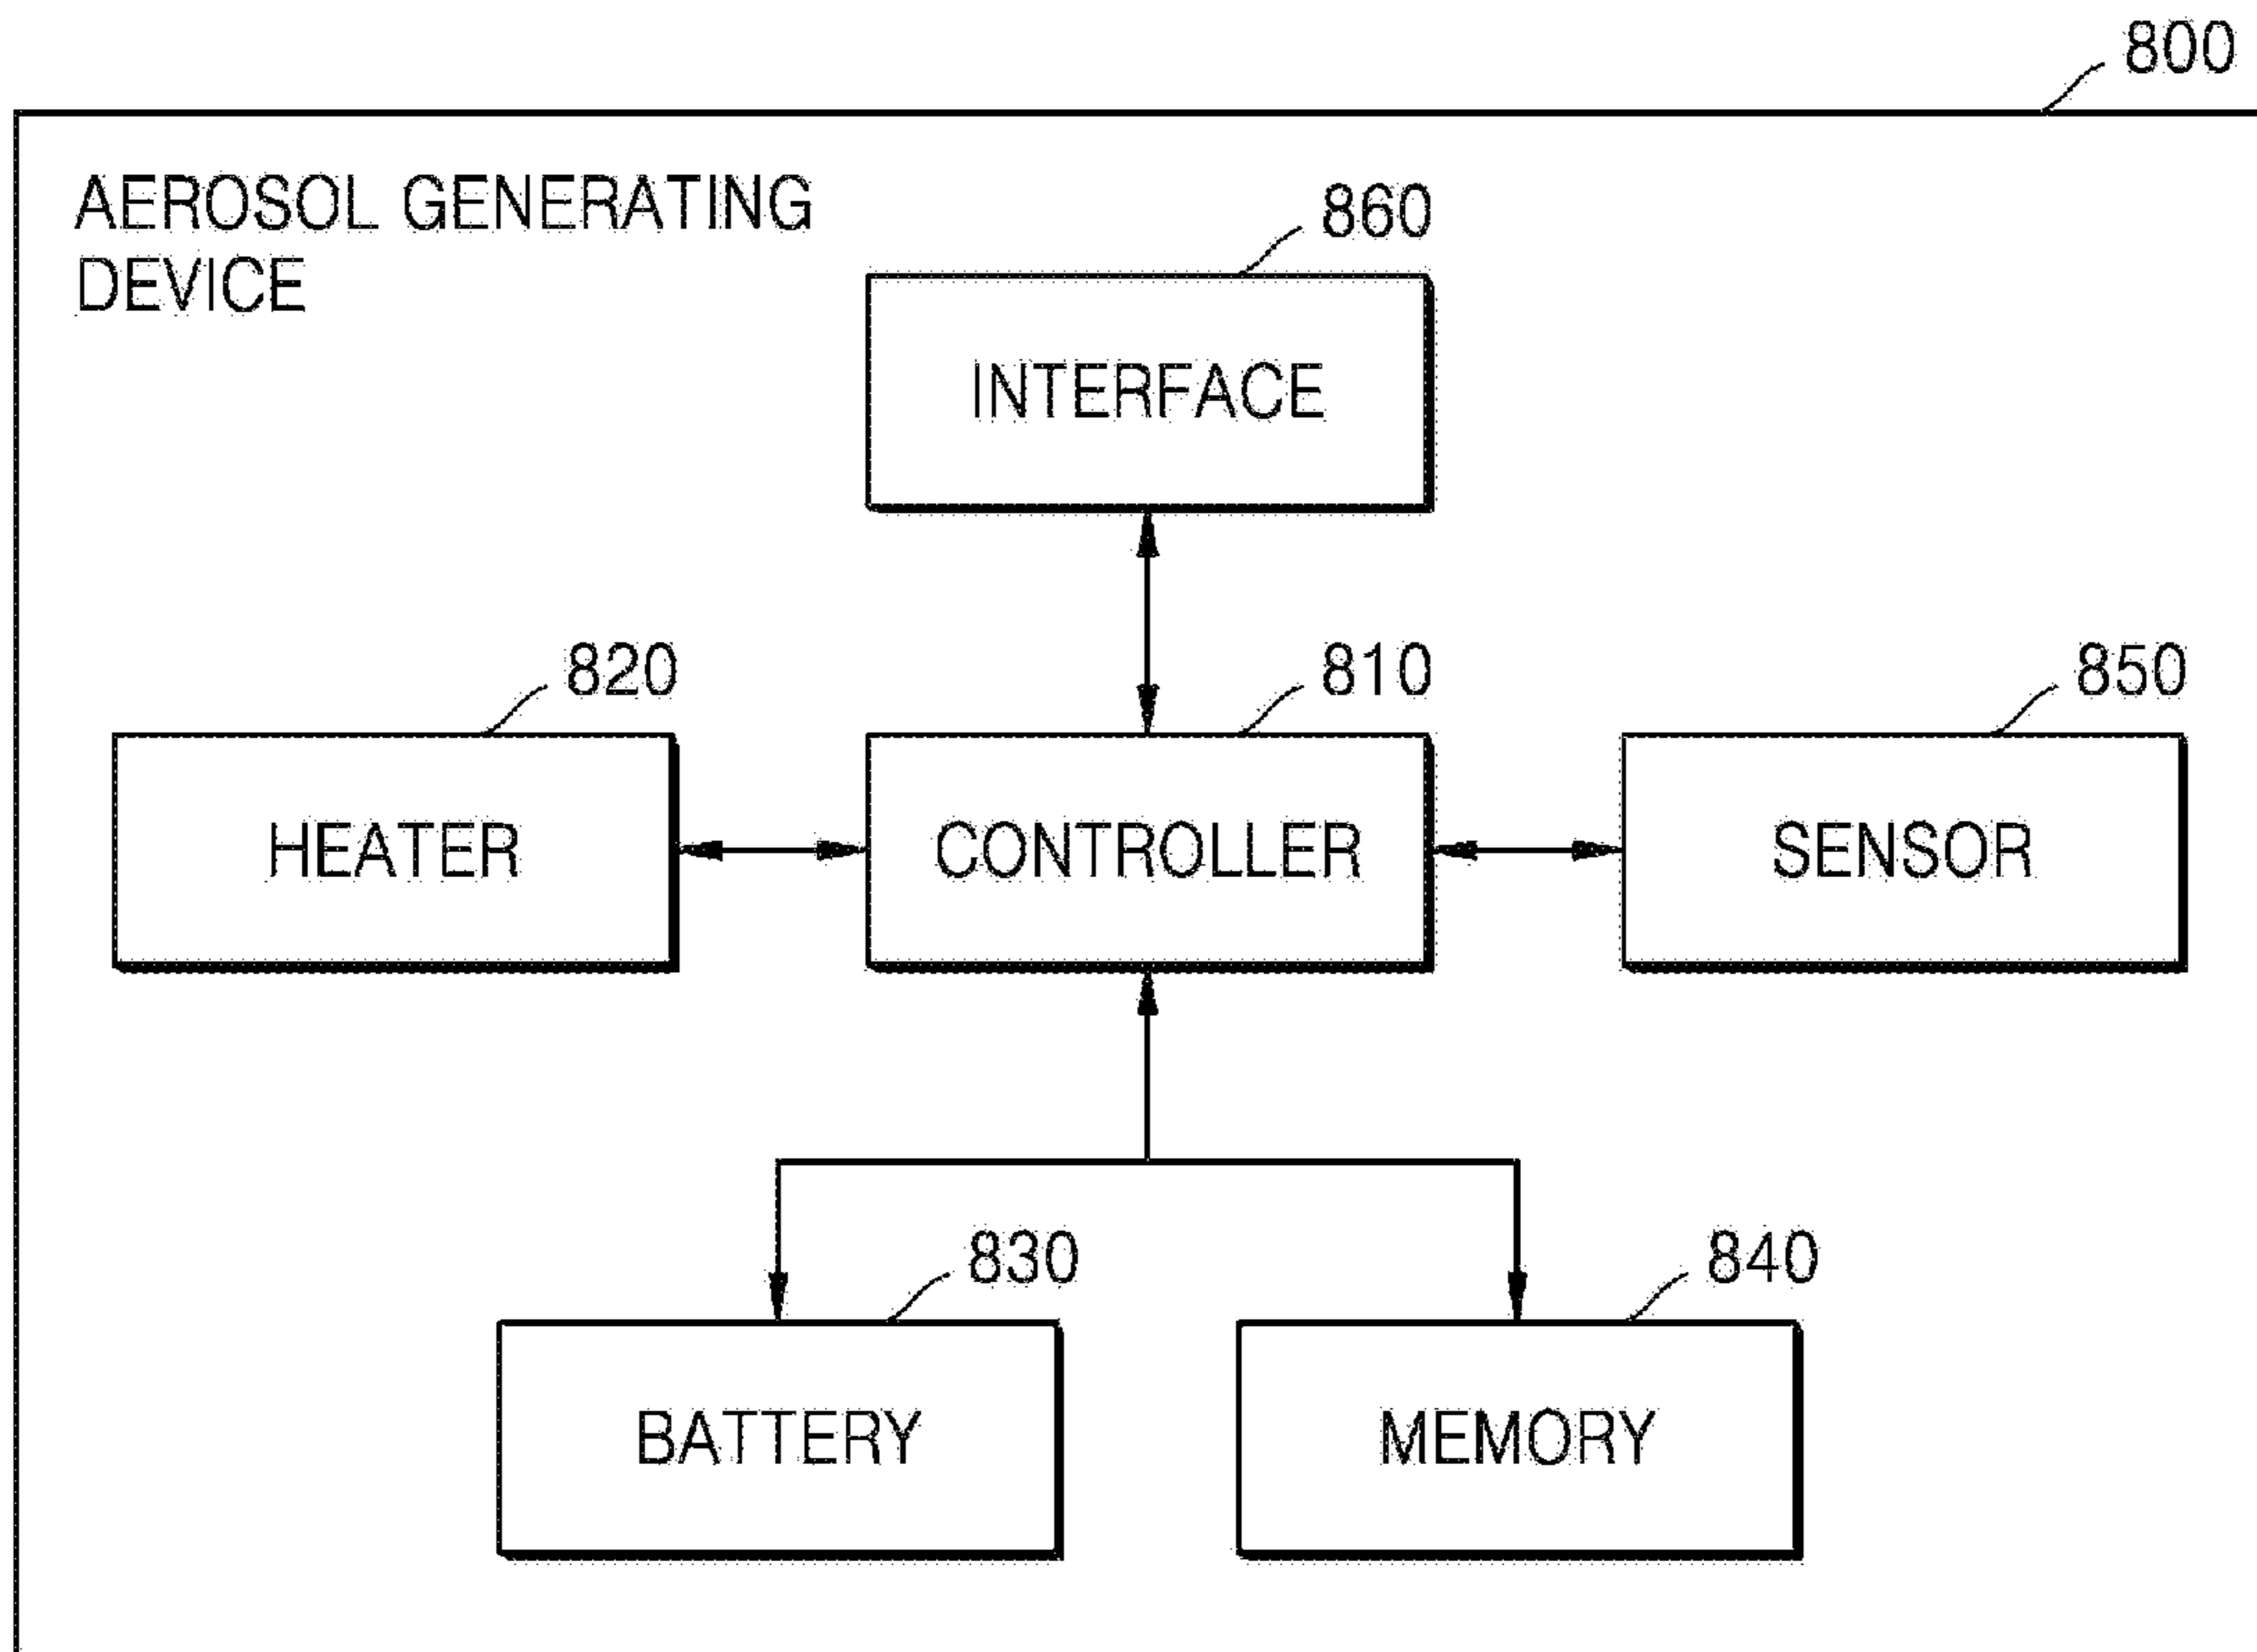 800
AEROSOL GENERATING
DEVICE
860
INTERFACE
820
810
850
HEATER
CONTROLLER
SENSOR
830
840
BATTERY
MEMORY